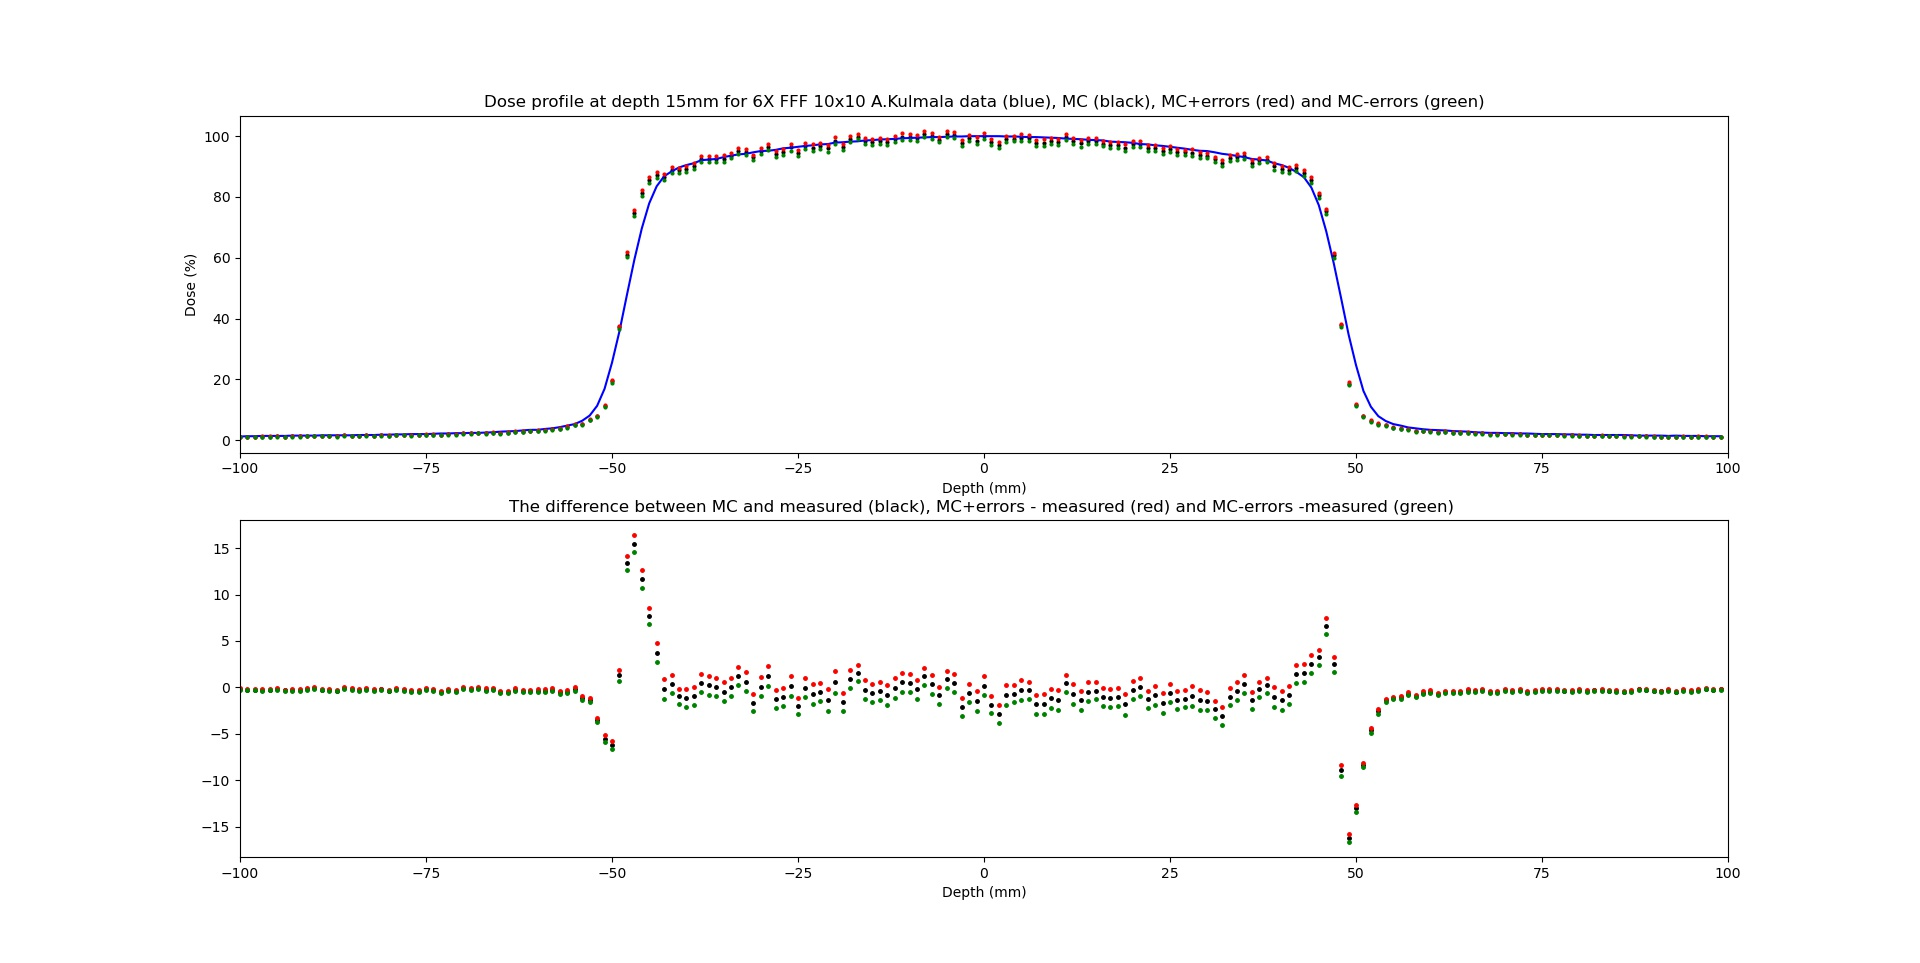 Dose profile at depth 15mm for 6X FFF 10x10 A.Kulmala data (blue), MC (black), MC+errors (red) and MC-errors (green)
100
80
60
40
20
0
Dose (%)
−100 −75 −50 −25 0 25 50 75 100
Depth (mm)
The difference between MC and measured (black), MC+errors - measured (red) and MC-errors -measured (green)
15
10
5
0
−5
−10
−15
−100 −75 −50 −25 0 25 50 75 100
Depth (mm)